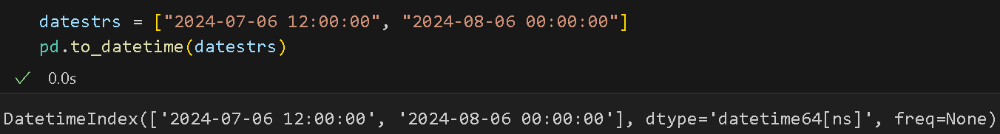 datestrs = ["2024-07-06 12:00:00", "2024-08-06 00:00:00"]
pd.to_datetime(datestrs)
✓ 0.0s
DatetimeIndex(['2024-07-06 12:00:00', '2024-08-06 00:00:00'], dtype='datetime64[ns]', freq=None)